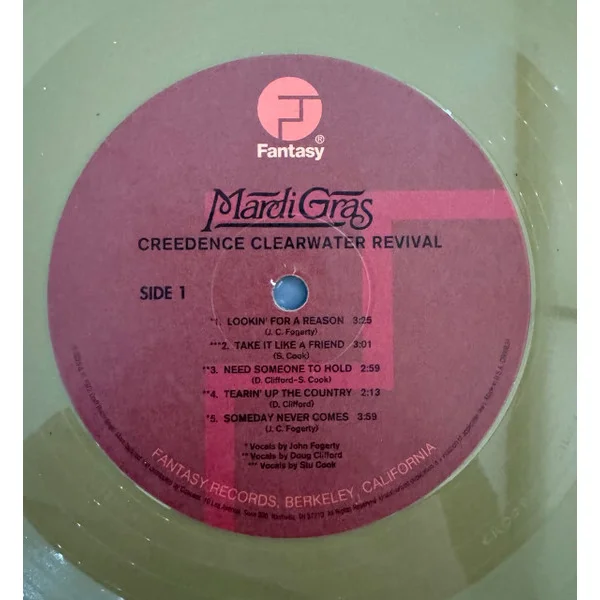 Fantasy®
Mardi Gras
CREEDENCE CLEARWATER REVIVAL
SIDE 1
*1. LOOKIN' FOR A REASON 3:25
(J. C. Fogerty)
***2. TAKE IT LIKE A FRIEND 3:01
(S. Cook)
**3. NEED SOMEONE TO HOLD 2:59
(D. Clifford-S. Cook)
**4. TEARIN' UP THE COUNTRY 2:13
(D. Clifford)
*5. SOMEDAY NEVER COMES 3:59
(J. C. Fogerty)
* Vocals by John Fogerty
** Vocals by Doug Clifford
*** Vocals by Stu Cook
FANTASY RECORDS, BERKELEY, CALIFORNIA